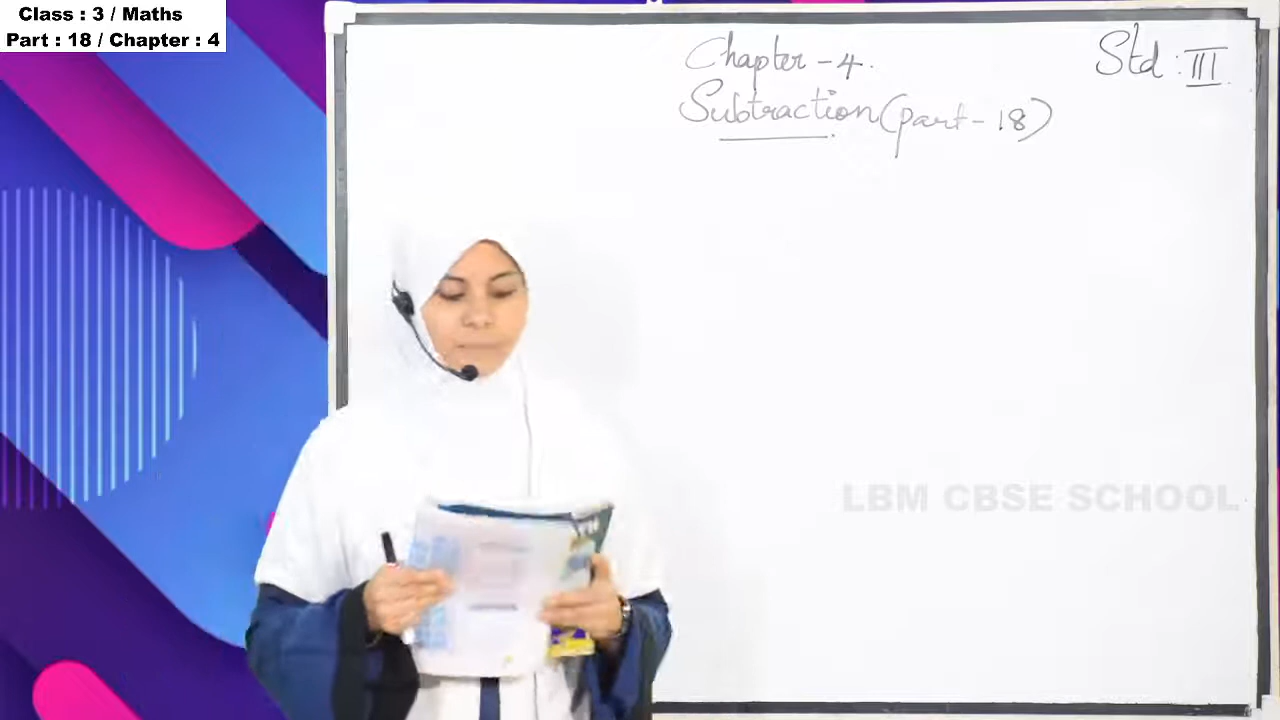 Class : 3 / Maths
Part : 18 / Chapter : 4
Chapter - 4.
Std : III
Subtraction (part - 18)
LBM CBSE SCHOOL